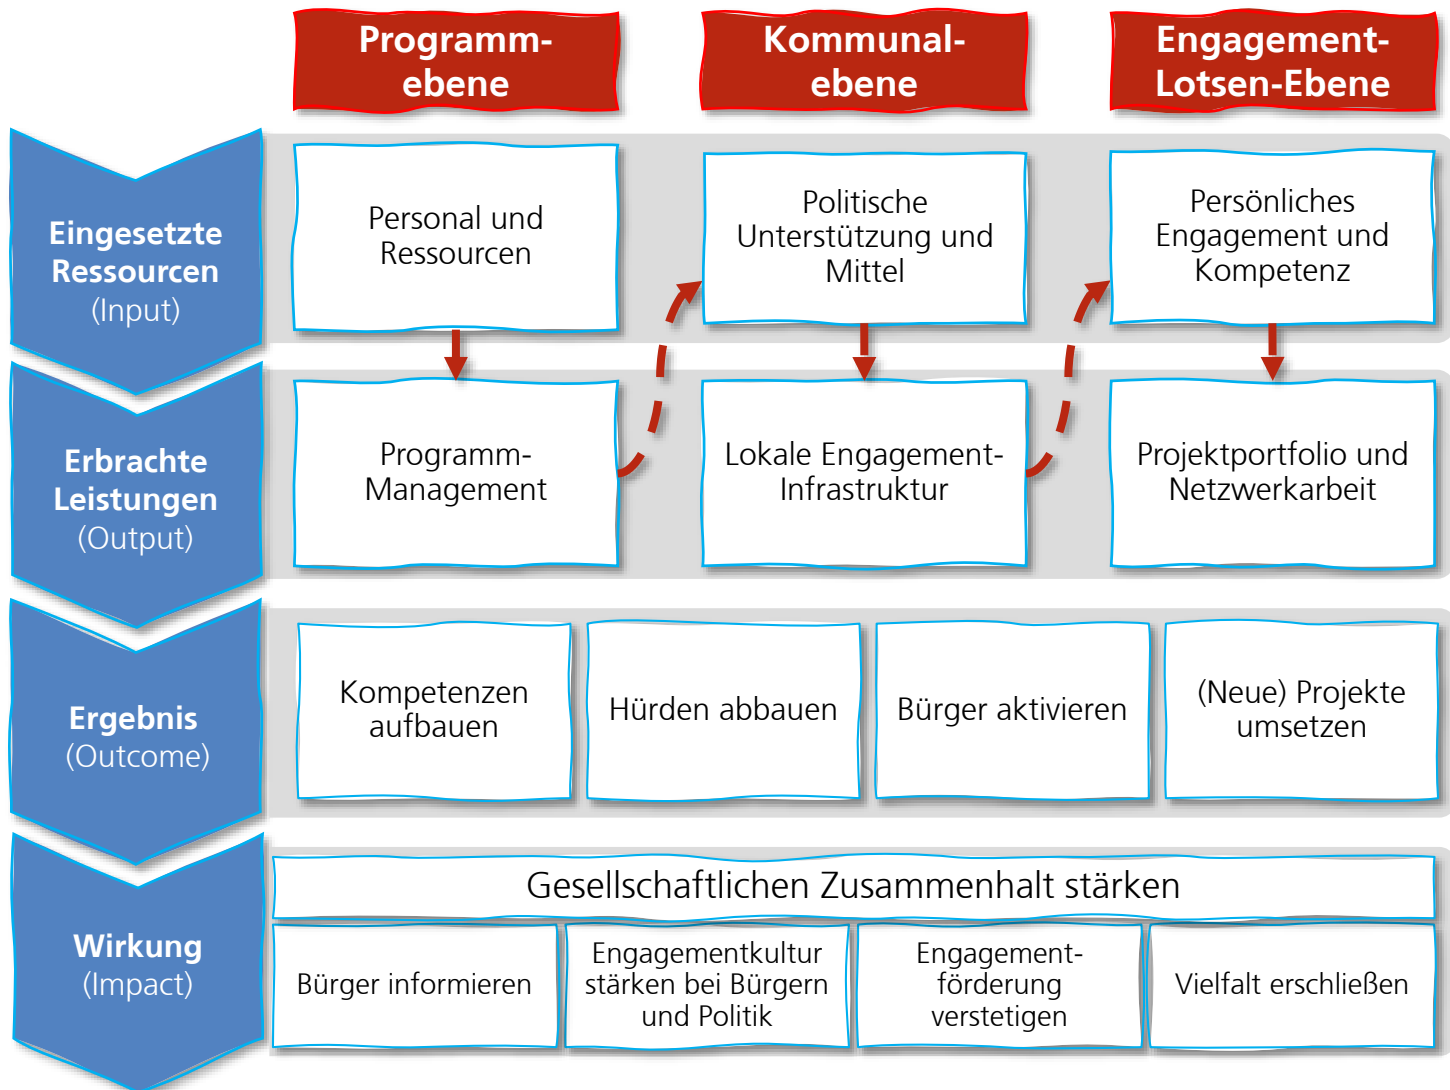 Programm-
ebene
Kommunal-
ebene
Engagement-
Lotsen-Ebene
Eingesetzte
Ressourcen
(Input)
Personal und
Ressourcen
Politische
Unterstützung und
Mittel
Persönliches
Engagement und
Kompetenz
Erbrachte
Leistungen
(Output)
Programm-
Management
Lokale Engagement-
Infrastruktur
Projektportfolio und
Netzwerkarbeit
Ergebnis
(Outcome)
Kompetenzen
aufbauen
Hürden abbauen
Bürger aktivieren
(Neue) Projekte
umsetzen
Wirkung
(Impact)
Gesellschaftlichen Zusammenhalt stärken
Bürger informieren
Engagementkultur
stärken bei Bürgern
und Politik
Engagement-
förderung
verstetigen
Vielfalt erschließen